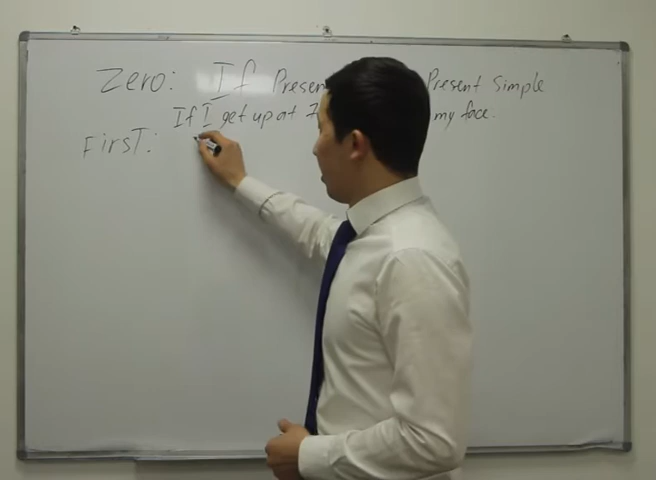 Zero: If Presen Present Simple
If I get up at 7 my face.
First: